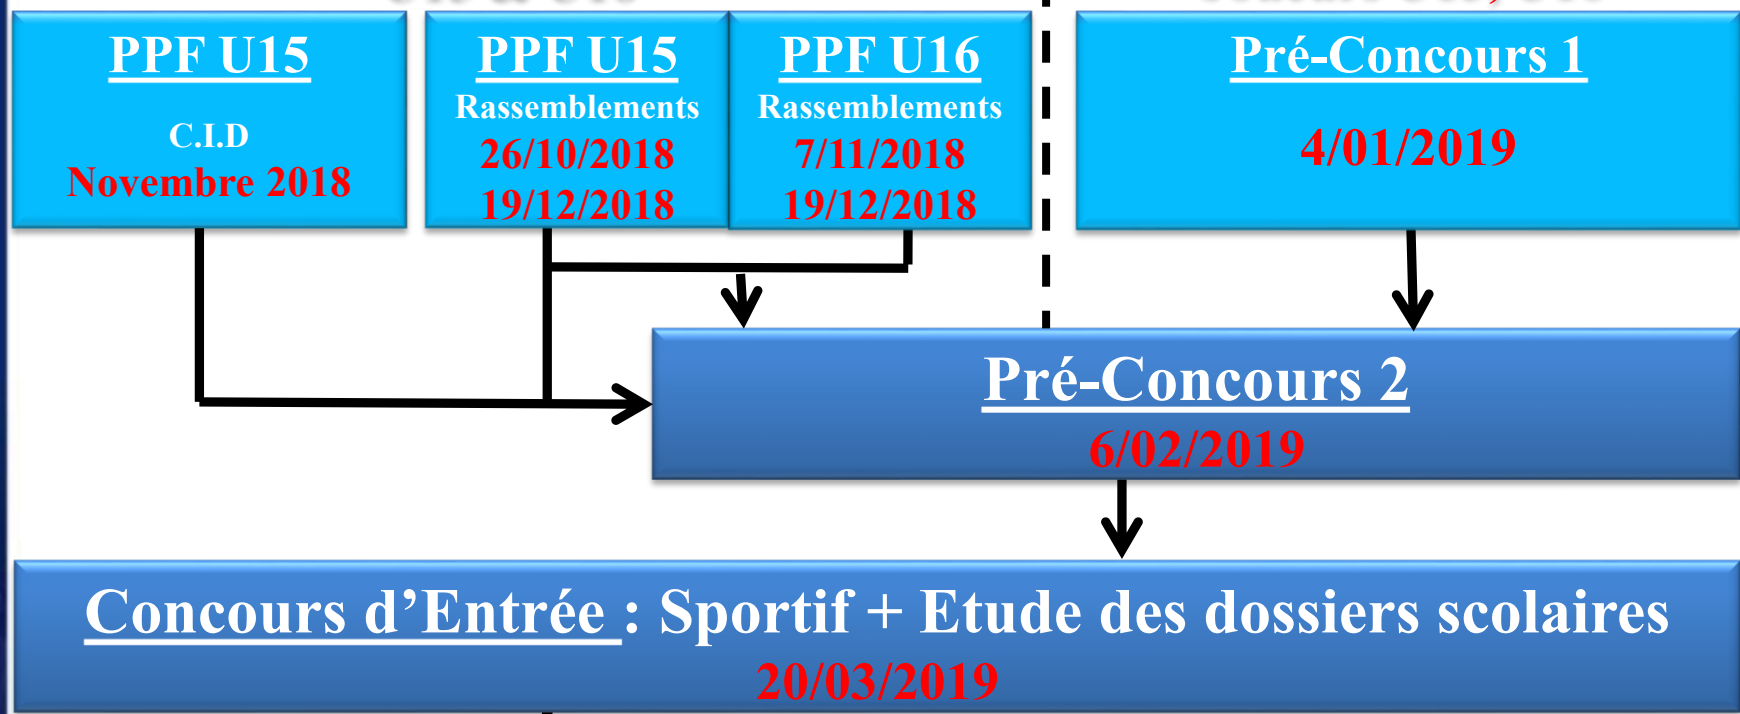 PPF U15
C.I.D
Novembre 2018
PPF U15
Rassemblements
26/10/2018
19/12/2018
PPF U16
Rassemblements
7/11/2018
19/12/2018
Pré-Concours 1
4/01/2019
Pré-Concours 2
6/02/2019
Concours d’Entrée : Sportif + Etude des dossiers scolaires
20/03/2019